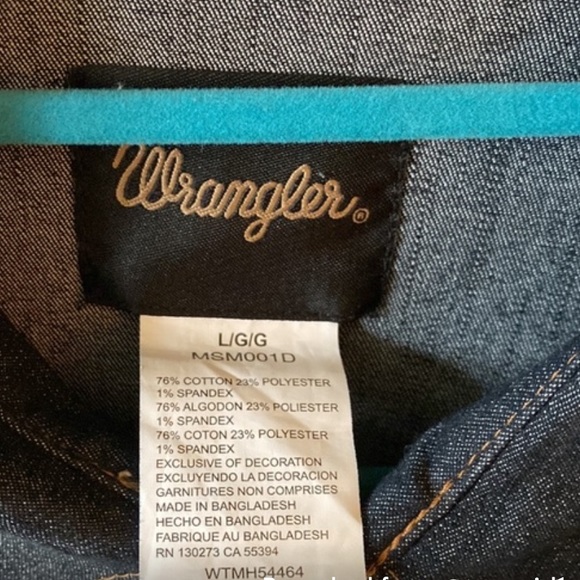 Wrangler®
L/G/G
MSM001D
76% COTTON 23% POLYESTER
1% SPANDEX
76% ALGODON 23% POLIESTER
1% SPANDEX
76% COTON 23% POLYESTER
1% SPANDEX
EXCLUSIVE OF DECORATION
EXCLUYENDO LA DECORACION
GARNITURES NON COMPRISES
MADE IN BANGLADESH
HECHO EN BANGLADESH
FABRIQUE AU BANGLADESH
RN 130273 CA 55394
WTMH54464